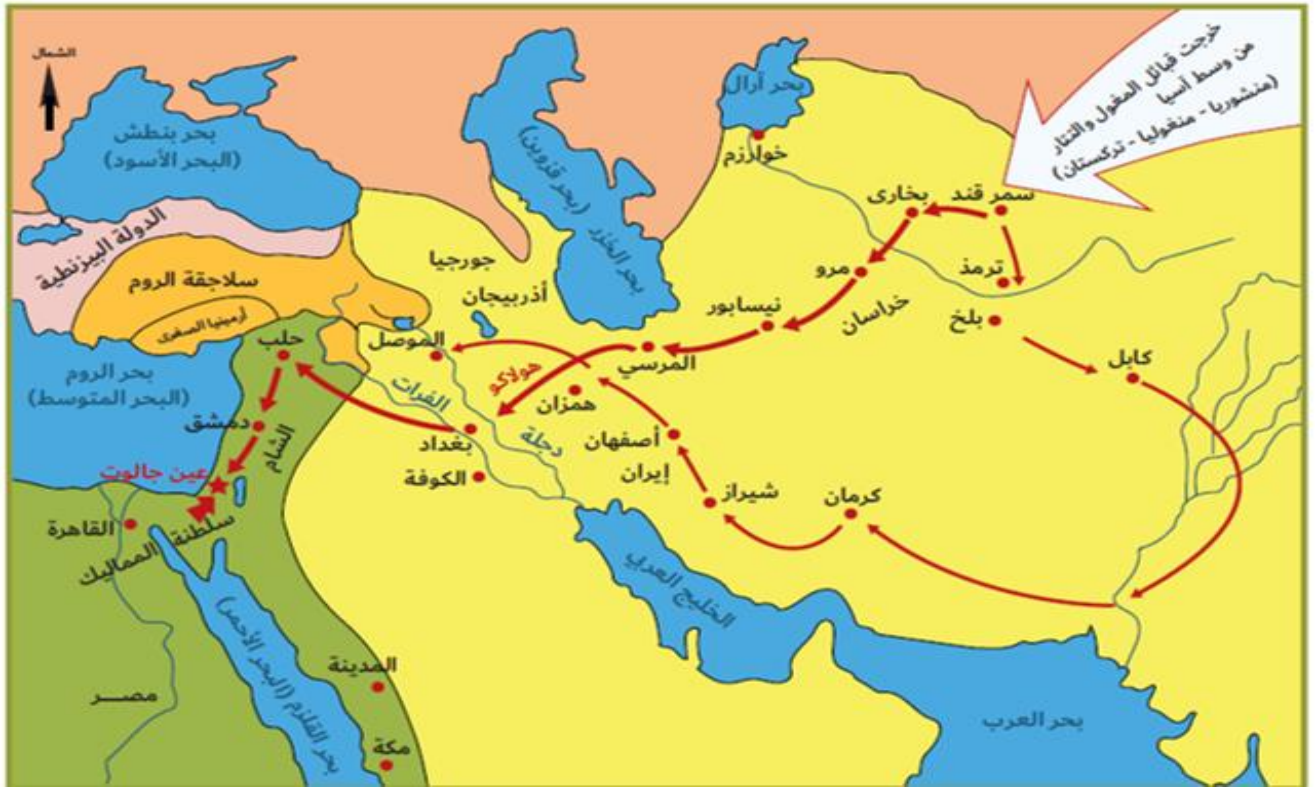 الشمال
خرجت قبائل المغول والتتار
من وسط آسيا
(منشوريا - منغوليا - تركستان)
بحر آرال
خوارزم
بحر بنطش
(البحر الأسود)
بحر الخزر (بحر قزوين)
سمر قند
بخارى
الدولة البيزنطية
سلاجقة الروم
أرمينيا الصغرى
جورجيا
أذربيجان
مرو
ترمذ
خراسان
نيسابور
بلخ
كابل
حلب
الموصل
المرسي
هولاكو
همزان
بحر الروم
(البحر المتوسط)
الفرات
دمشق
الشام
بغداد
دجلة
أصفهان
إيران
عين جالوت
الكوفة
شيراز
كرمان
القاهرة
سلطنة المماليك
الخليج العربي
مصـــر
بحر القلزم (البحر الأحمر)
المدينة
مكة
بحر العرب